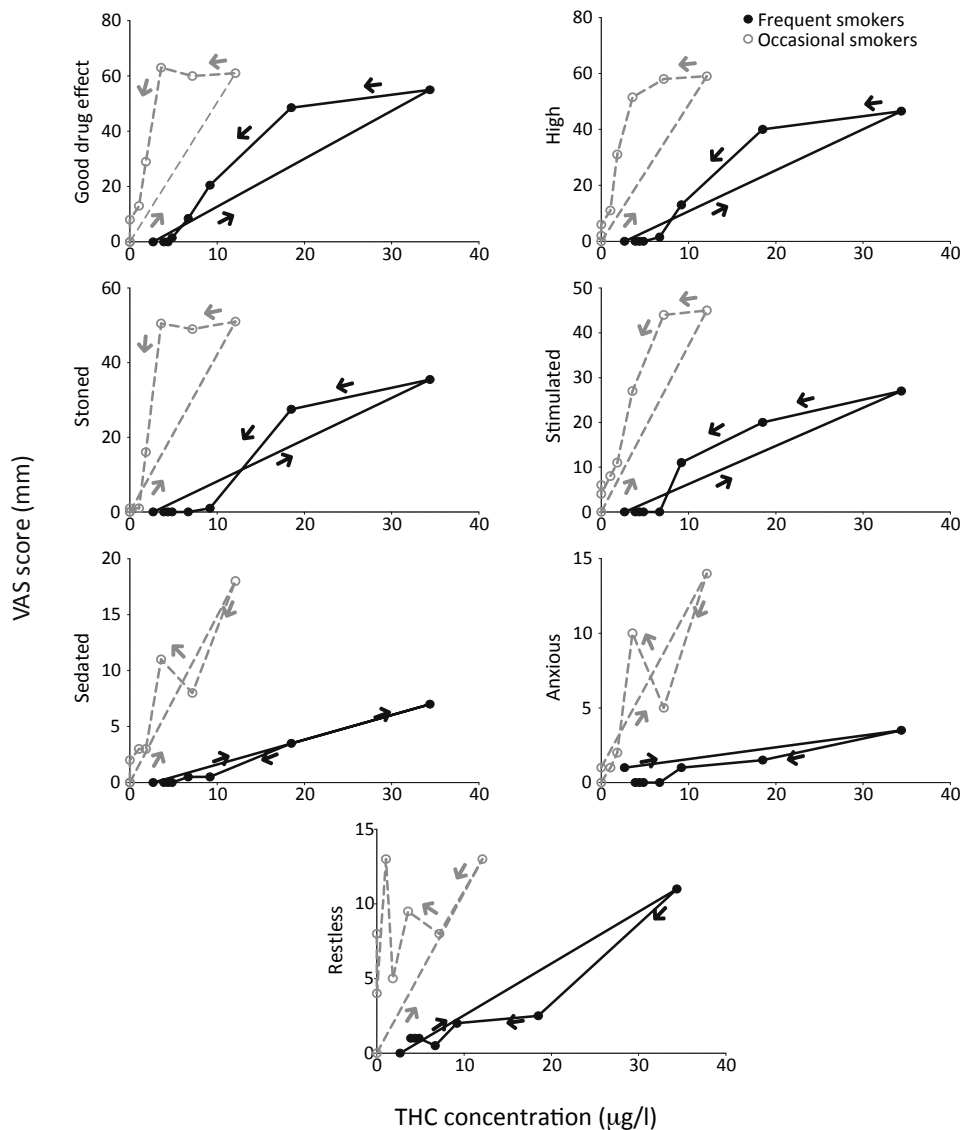 Frequent smokers
Occasional smokers
Good drug effect
80
60
40
20
0
0 10 20 30 40
High
80
60
40
20
0
0 10 20 30 40
Stoned
60
40
20
0
0 10 20 30 40
Stimulated
50
40
30
20
10
0
0 10 20 30 40
VAS score (mm)
Sedated
20
15
10
5
0
0 10 20 30 40
Anxious
15
10
5
0
0 10 20 30 40
Restless
15
10
5
0
0 10 20 30 40
THC concentration (μg/l)